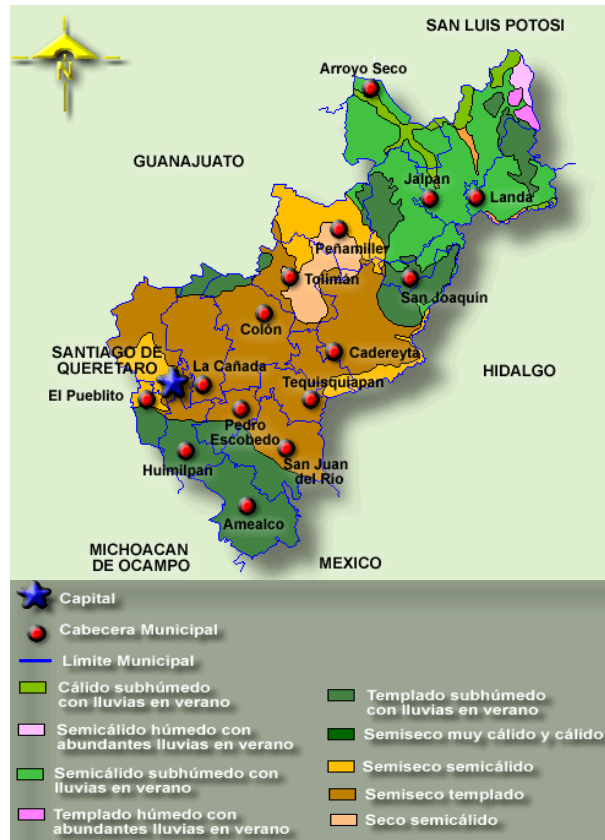 SAN LUIS POTOSI
N
Arroyo Seco
GUANAJUATO
Jalpan
Landa
Peñamiller
Tolimán
San Joaquín
Colón
SANTIAGO DE
QUERETARO
La Cañada
Cadereyta
HIDALGO
El Pueblito
Tequisquiapan
Pedro
Escobedo
Huimilpan
San Juan
del Río
Amealco
MICHOACAN
DE OCAMPO
MEXICO
Capital
Cabecera Municipal
Límite Municipal
Cálido subhúmedo
con lluvias en verano
Semicálido húmedo con
abundantes lluvias en verano
Semicálido subhúmedo con
lluvias en verano
Templado húmedo con
abundantes lluvias en verano
Templado subhúmedo
con lluvias en verano
Semiseco muy cálido y cálido
Semiseco semicálido
Semiseco templado
Seco semicálido